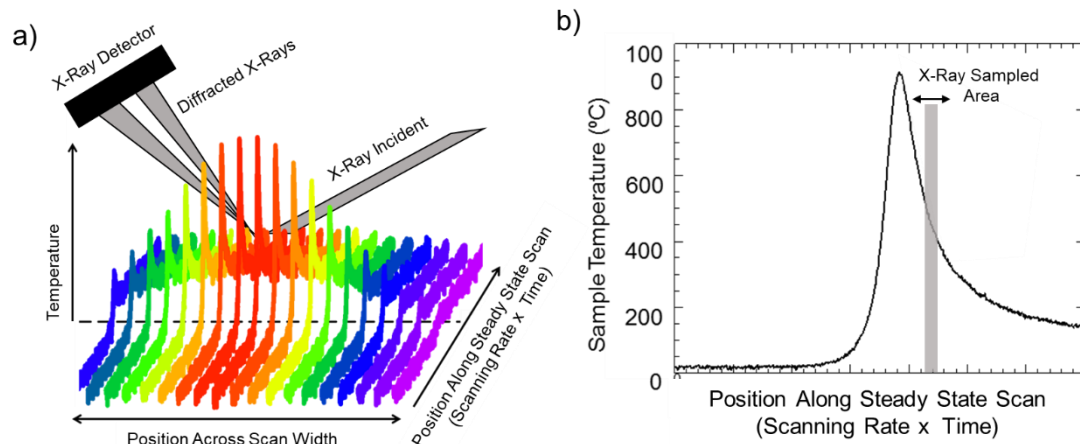 a)
X-Ray Detector
Diffracted X-Rays
X-Ray Incident
Temperature
Position Across Scan Width
Position Along Steady State Scan
(Scanning Rate x Time)
b)
100
0
800
600
400
200
0
Sample Temperature (ºC)
X-Ray Sampled
Area
Position Along Steady State Scan
(Scanning Rate x Time)